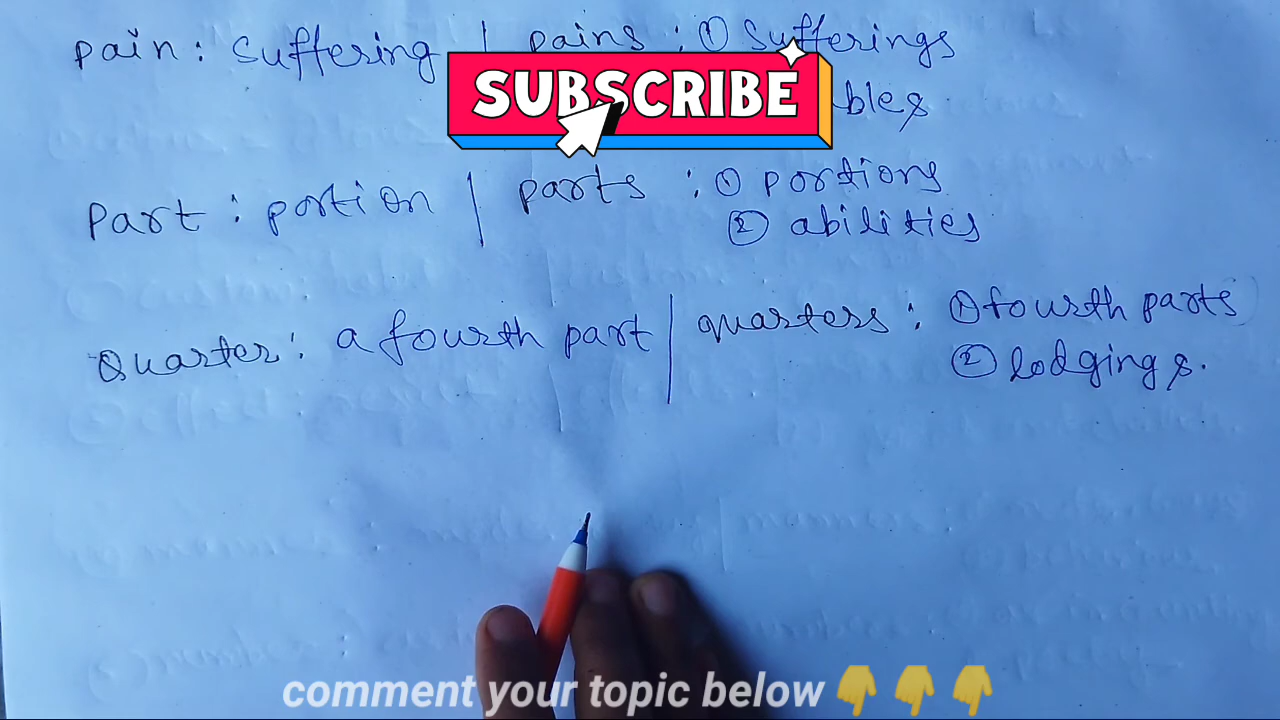 pain: suffering | pains: ① sufferings
SUBSCRIBE
bles
Part: portion | parts: ① portions
② abilities
Quarter: a fourth part | quarters: ① fourth parts
② lodgings.
comment your topic below 👇 👇 👇